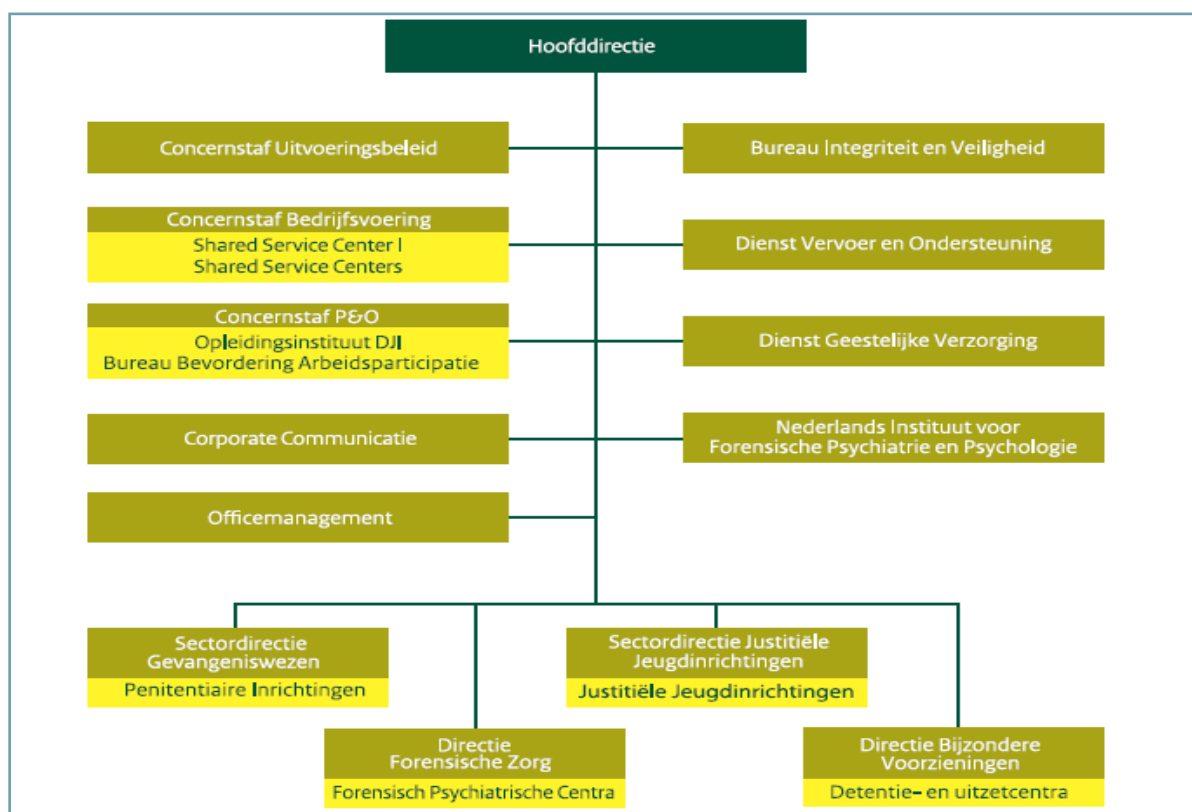 Hoofddirectie
Concernstaf Uitvoeringsbeleid
Bureau Integriteit en Veiligheid
Concernstaf Bedrijfsvoering
Shared Service Center I
Shared Service Centers
Dienst Vervoer en Ondersteuning
Concernstaf P&O
Opleidingsinstituut DJI
Bureau Bevordering Arbeidsparticipatie
Dienst Geestelijke Verzorging
Corporate Communicatie
Nederlands Instituut voor
Forensische Psychiatrie en Psychologie
Officemanagement
Sectordirectie
Gevangeniswezen
Penitentiaire Inrichtingen
Sectordirectie Justitiële
Jeugdinrichtingen
Justitiële Jeugdinrichtingen
Directie
Forensische Zorg
Forensisch Psychiatrische Centra
Directie Bijzondere
Voorzieningen
Detentie- en uitzetcentra